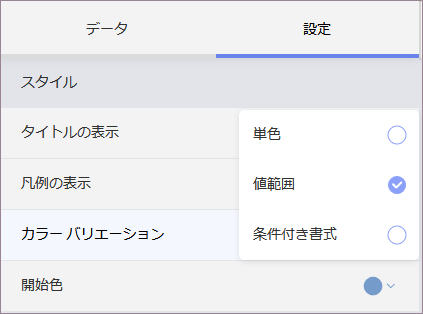 データ 設定
スタイル
タイトルの表示 単色
凡例の表示 値範囲
カラー バリエーション 条件付き書式
開始色